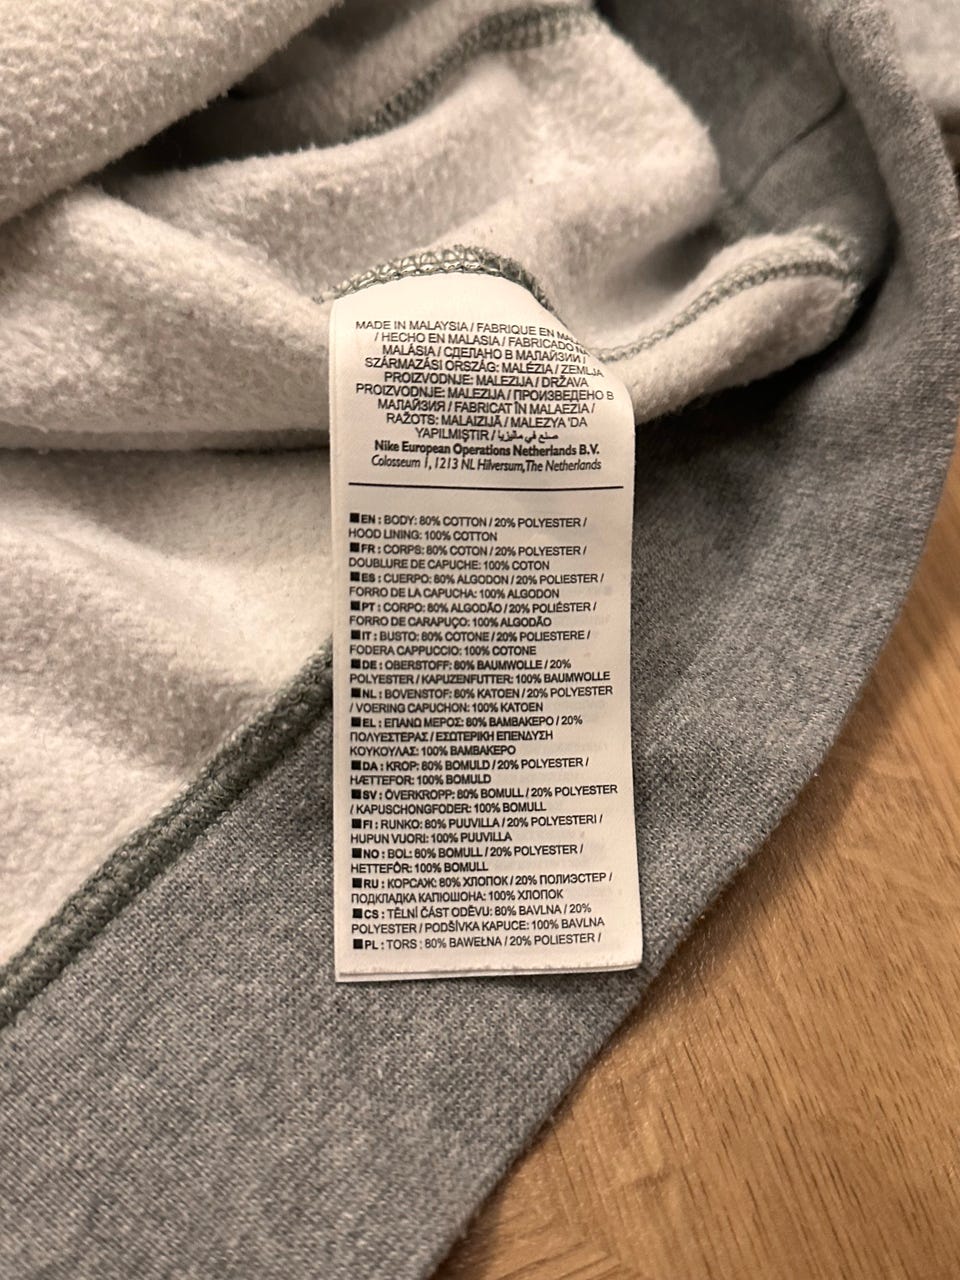 MADE IN MALAYSIA / FABRIQUE EN
/ HECHO EN MALASIA / FABRICADO
MALÁSIA / СДЕЛАНО В МАЛАЙЗИИ /
SZÁRMAZÁSI ORSZÁG: MALÉZIA / ZEMLJA
PROIZVODNJE: MALEZIJA / DRŽAVA
PROIZVODNJE: MALEZIJA / ПРОИЗВЕДЕНО В
МАЛАЙЗИЯ / FABRICAT ÎN MALAEZIA /
RAŽOTS: MALAIZIJĀ / MALEZYA 'DA
YAPILMIŞTIR / صنع في ماليزيا
Nike European Operations Netherlands B.V.
Colosseum 1, 1213 NL Hilversum, The Netherlands
EN : BODY: 80% COTTON / 20% POLYESTER /
HOOD LINING: 100% COTTON
FR : CORPS: 80% COTON / 20% POLYESTER /
DOUBLURE DE CAPUCHE: 100% COTON
ES : CUERPO: 80% ALGODON / 20% POLIESTER /
FORRO DE LA CAPUCHA: 100% ALGODON
PT : CORPO: 80% ALGODÃO / 20% POLIÉSTER /
FORRO DE CARAPUÇO: 100% ALGODÃO
IT : BUSTO: 80% COTONE / 20% POLIESTERE /
FODERA CAPPUCCIO: 100% COTONE
DE : OBERSTOFF: 80% BAUMWOLLE / 20%
POLYESTER / KAPUZENFUTTER: 100% BAUMWOLLE
NL : BOVENSTOF: 80% KATOEN / 20% POLYESTER
/ VOERING CAPUCHON: 100% KATOEN
EL : ΕΠΑΝΩ ΜΕΡΟΣ: 80% ΒΑΜΒΑΚΕΡΟ / 20%
ΠΟΛΥΕΣΤΕΡΑΣ / ΕΣΩΤΕΡΙΚΗ ΕΠΕΝΔΥΣΗ
ΚΟΥΚΟΥΛΑΣ: 100% ΒΑΜΒΑΚΕΡΟ
DA : KROP: 80% BOMULD / 20% POLYESTER /
HÆTTEFOR: 100% BOMULD
SV : ÖVERKROPP: 80% BOMULL / 20% POLYESTER
/ KAPUSCHONGFODER: 100% BOMULL
FI : RUNKO: 80% PUUVILLA / 20% POLYESTERI /
HUPUN VUORI: 100% PUUVILLA
NO : BOL: 80% BOMULL / 20% POLYESTER /
HETTEFÔR: 100% BOMULL
RU : КОРСАЖ: 80% ХЛОПОК / 20% ПОЛИЭСТЕР /
ПОДКЛАДКА КАПЮШОНА: 100% ХЛОПОК
CS : TĚLNÍ ČÁST ODĚVU: 80% BAVLNA / 20%
POLYESTER / PODŠÍVKA KAPUCE: 100% BAVLNA
PL : TORS : 80% BAWEŁNA / 20% POLIESTER /